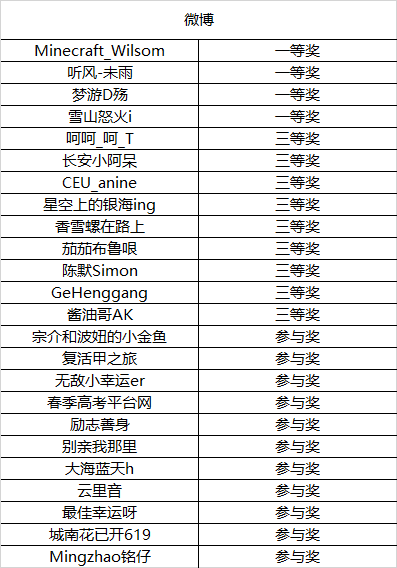 微博
Minecraft_Wilsom 一等奖
听风-未雨 一等奖
梦游D殇 一等奖
雪山怒火i 一等奖
呵呵_呵_T 三等奖
长安小阿呆 三等奖
CEU_anine 三等奖
星空上的银海ing 三等奖
香雪螺在路上 三等奖
茄茄布鲁哏 三等奖
陈默Simon 三等奖
GeHenggang 三等奖
酱油哥AK 三等奖
宗介和波妞的小金鱼 参与奖
复活甲之旅 参与奖
无敌小幸运er 参与奖
春季高考平台网 参与奖
励志善身 参与奖
别亲我那里 参与奖
大海蓝天h 参与奖
云里音 参与奖
最佳幸运呀 参与奖
城南花已开619 参与奖
Mingzhao铭仔 参与奖